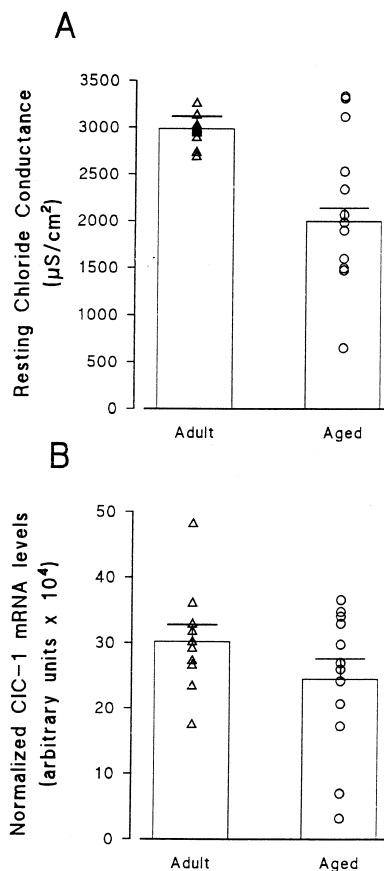 A
Resting Chloride Conductance
(µS/cm²)
3500
3000
2500
2000
1500
1000
500
0
Adult
Aged
B
Normalized ClC-1 mRNA levels
(arbitrary units x 10⁴)
50
40
30
20
10
0
Adult
Aged